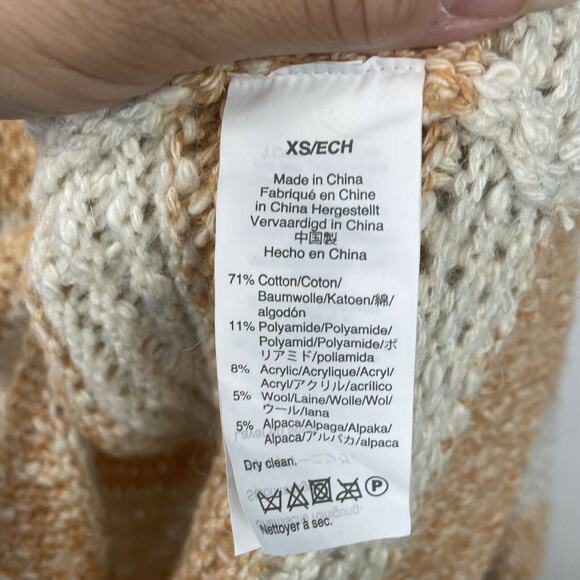 XS/ECH
Made in China
Fabriqué en Chine
in China Hergestellt
Vervaardigd in China
中国製
Hecho en China
71% Cotton/Coton/
Baumwolle/Katoen/綿/
algodón
11% Polyamide/Polyamide/
Polyamid/Polyamide/ポ
リアミド/poliamida
8% Acrylic/Acrylique/Acryl/
Acryl/アクリル/acrílico
5% Wool/Laine/Wolle/Wol/
ウール/lana
5% Alpaca/Alpaga/Alpaka/
Alpaca/アルパカ/alpaca
Dry clean.
P
Nettoyer à sec.